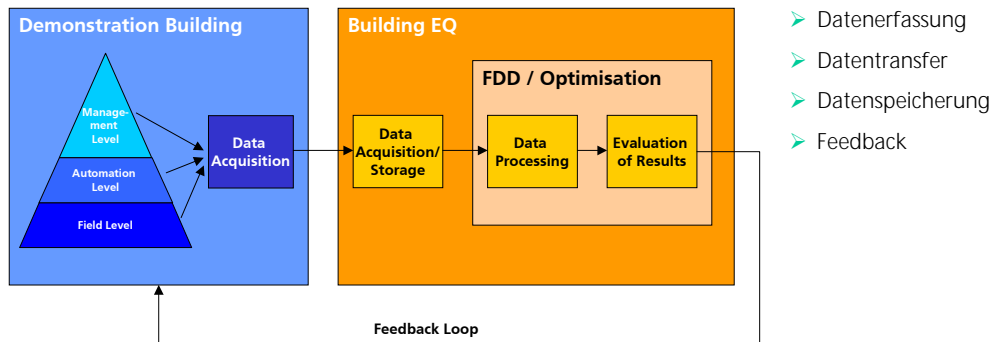 Demonstration Building
Manage-
ment
Level
Automation
Level
Field Level
Data
Acquisition
Building EQ
Data
Acquisition/
Storage
FDD / Optimisation
Data
Processing
Evaluation
of Results
Feedback Loop
➢ Datenerfassung
➢ Datentransfer
➢ Datenspeicherung
➢ Feedback